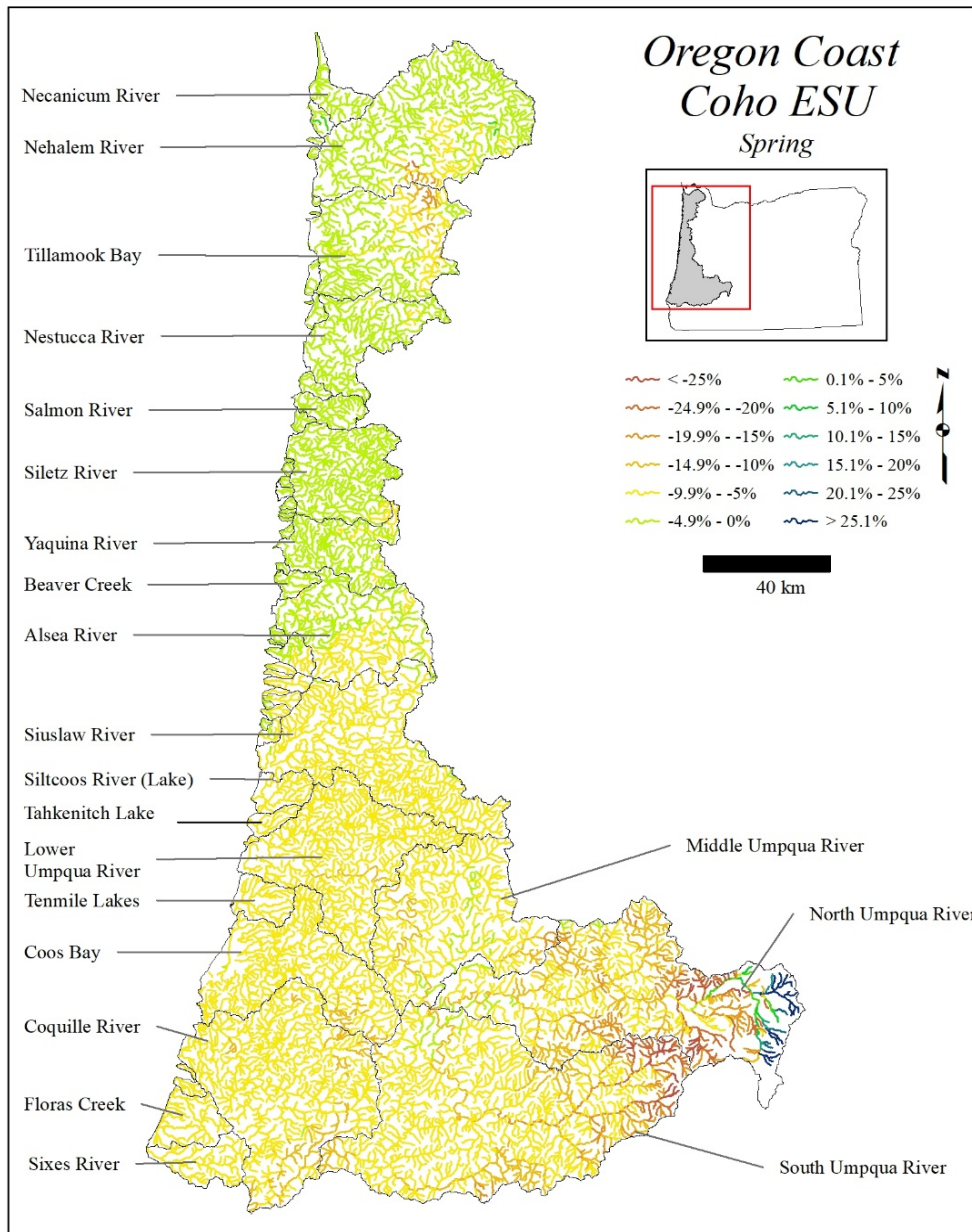 Oregon Coast
Coho ESU
Spring
Necanicum River
Nehalem River
Tillamook Bay
Nestucca River
Salmon River
Siletz River
Yaquina River
Beaver Creek
Alsea River
Siuslaw River
Siltcoos River (Lake)
Tahkenitch Lake
Lower
Umpqua River
Tenmile Lakes
Coos Bay
Coquille River
Floras Creek
Sixes River
Middle Umpqua River
North Umpqua River
South Umpqua River
< -25%
-24.9% - -20%
-19.9% - -15%
-14.9% - -10%
-9.9% - -5%
-4.9% - 0%
0.1% - 5%
5.1% - 10%
10.1% - 15%
15.1% - 20%
20.1% - 25%
> 25.1%
N
40 km